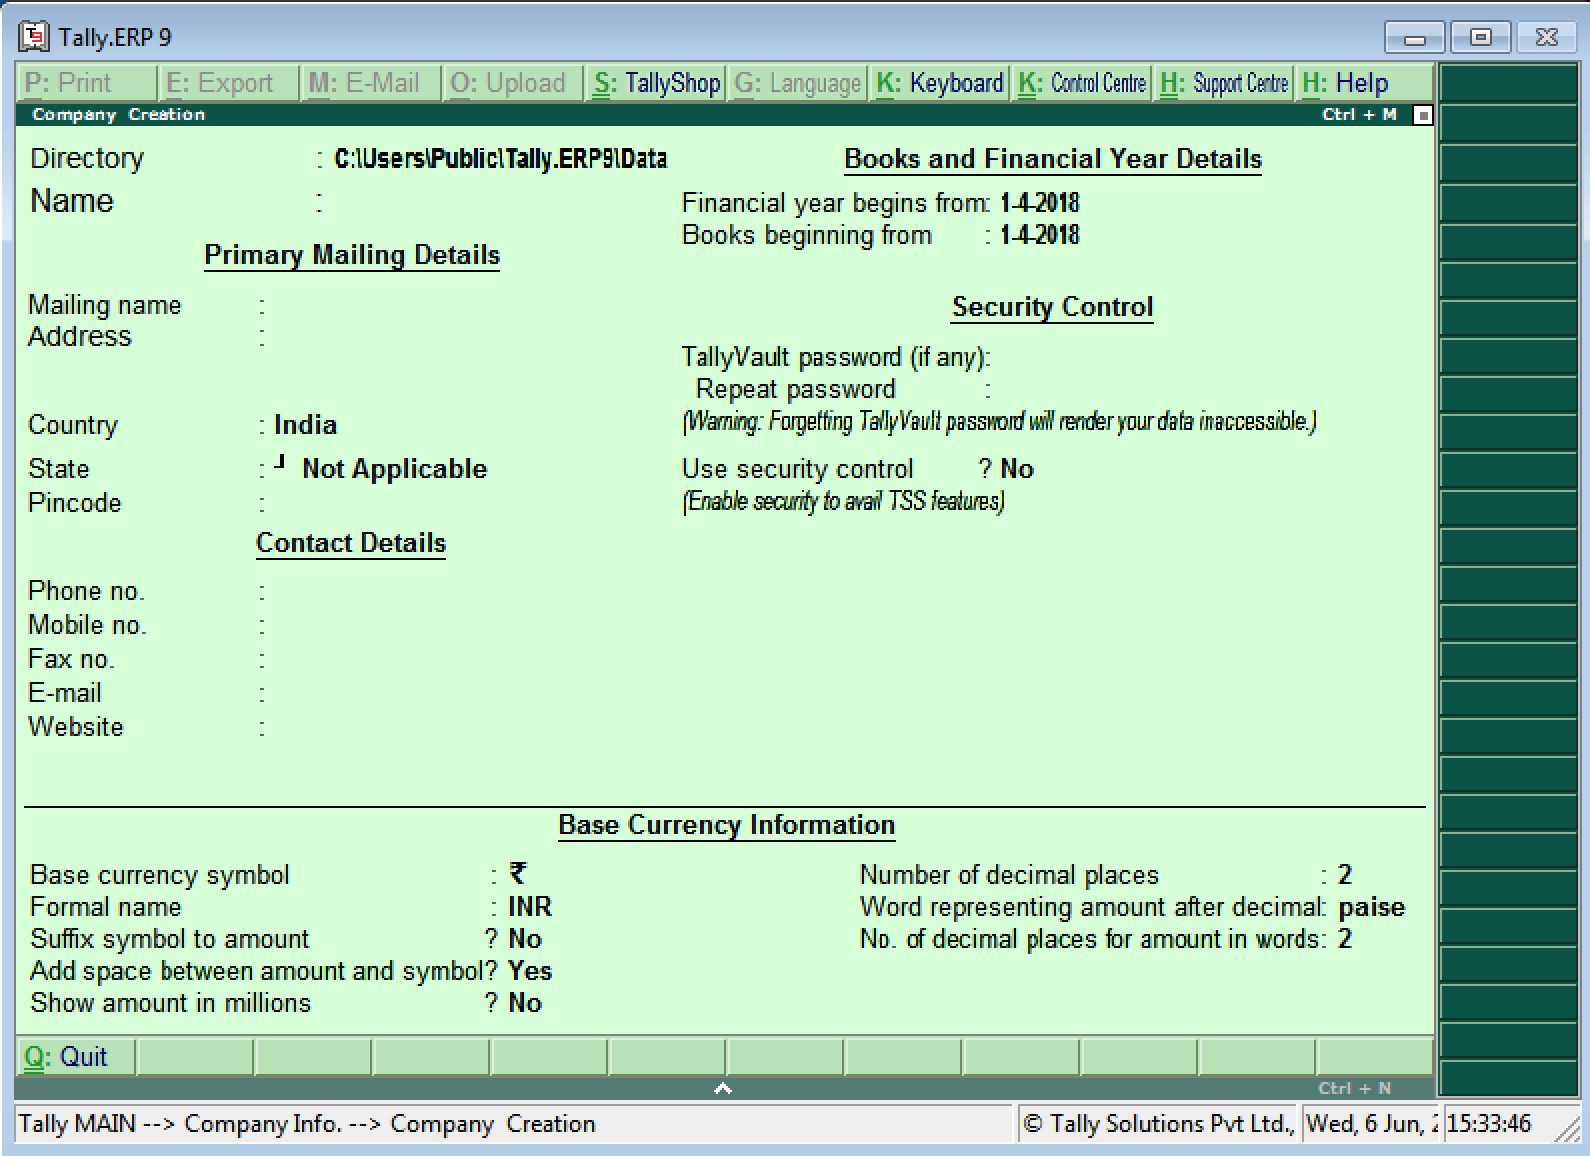 Tally.ERP 9
P: Print E: Export M: E-Mail O: Upload S: TallyShop G: Language K: Keyboard K: Control Centre H: Support Centre H: Help
Company Creation Ctrl + M
Directory : C:\Users\Public\Tally.ERP9\Data
Name :
Primary Mailing Details
Mailing name :
Address :
Country : India
State : ┘ Not Applicable
Pincode :
Contact Details
Phone no. :
Mobile no. :
Fax no. :
E-mail :
Website :
Books and Financial Year Details
Financial year begins from: 1-4-2018
Books beginning from : 1-4-2018
Security Control
TallyVault password (if any):
Repeat password :
(Warning: Forgetting TallyVault password will render your data inaccessible.)
Use security control ? No
(Enable security to avail TSS features)
Base Currency Information
Base currency symbol : ₹
Formal name : INR
Suffix symbol to amount ? No
Add space between amount and symbol? Yes
Show amount in millions ? No
Number of decimal places : 2
Word representing amount after decimal: paise
No. of decimal places for amount in words: 2
Q: Quit
Ctrl + N
Tally MAIN --> Company Info. --> Company Creation © Tally Solutions Pvt Ltd., Wed, 6 Jun, 15:33:46